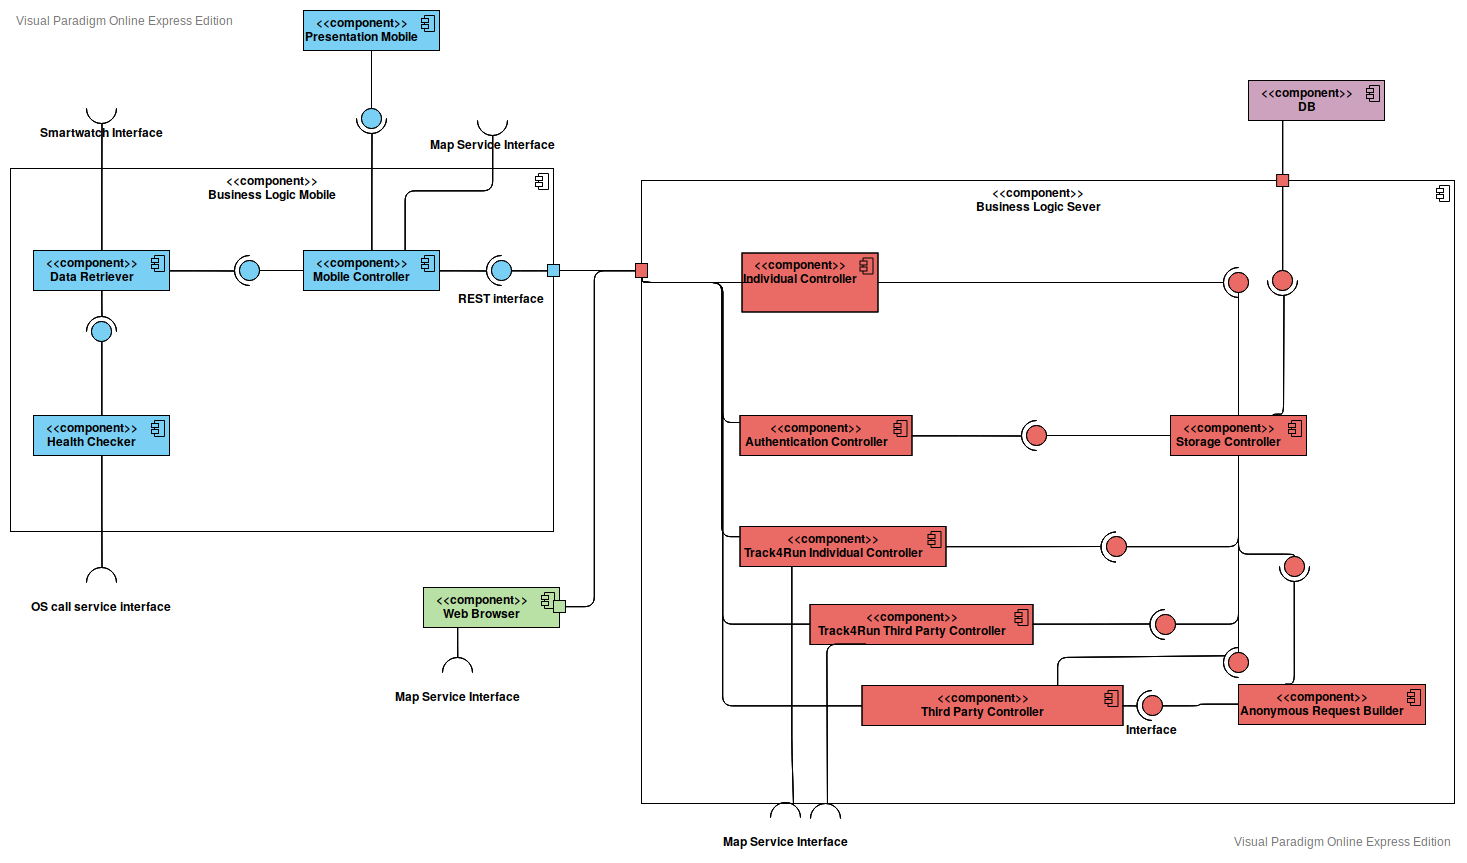 Visual Paradigm Online Express Edition
<<component>>
Presentation Mobile
<<component>>
DB
Smartwatch Interface
Map Service Interface
<<component>>
Business Logic Mobile
<<component>>
Business Logic Sever
<<component>>
Data Retriever
<<component>>
Mobile Controller
REST interface
<<component>>
Individual Controller
<<component>>
Health Checker
<<component>>
Authentication Controller
<<component>>
Storage Controller
<<component>>
Track4Run Individual Controller
OS call service interface
<<component>>
Web Browser
<<component>>
Track4Run Third Party Controller
Map Service Interface
<<component>>
Third Party Controller
Interface
<<component>>
Anonymous Request Builder
Map Service Interface
Visual Paradigm Online Express Edition